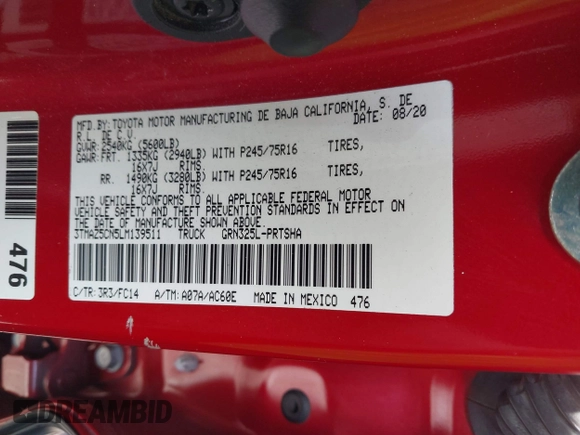 MFD.BY:TOYOTA MOTOR MANUFACTURING DE BAJA CALIFORNIA, S. DE
R.L. DE C.V. DATE: 08/20
GVWR:2540KG (5600LB)
GAWR:FRT. 1335KG (2940LB) WITH P245/75R16 TIRES,
16X7J RIMS
RR. 1490KG (3280LB) WITH P245/75R16 TIRES,
16X7J RIMS
THIS VEHICLE CONFORMS TO ALL APPLICABLE FEDERAL MOTOR
VEHICLE SAFETY AND THEFT PREVENTION STANDARDS IN EFFECT ON
THE DATE OF MANUFACTURE SHOWN ABOVE.
3TMAZ5CN5LM139511 TRUCK GRN325L-PRTSHA
C/TR:3R3/FC14 A/TM:A07A/AC60E MADE IN MEXICO 476
476
DREAMBID